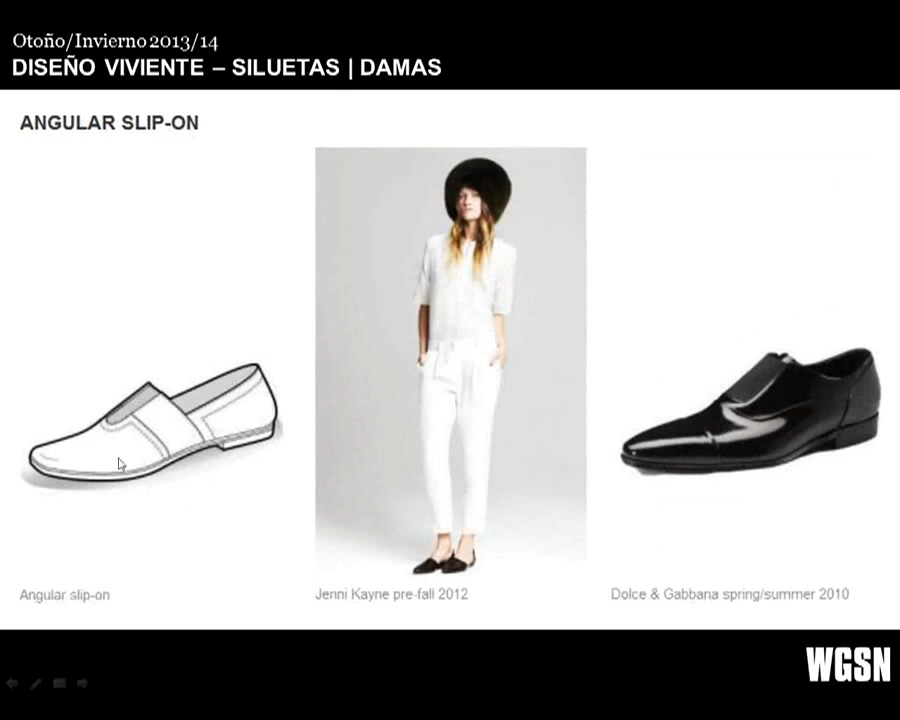 Otoño/Invierno 2013/14
DISEÑO VIVIENTE – SILUETAS | DAMAS
ANGULAR SLIP-ON
Angular slip-on
Jenni Kayne pre-fall 2012
Dolce & Gabbana spring/summer 2010
WGSN